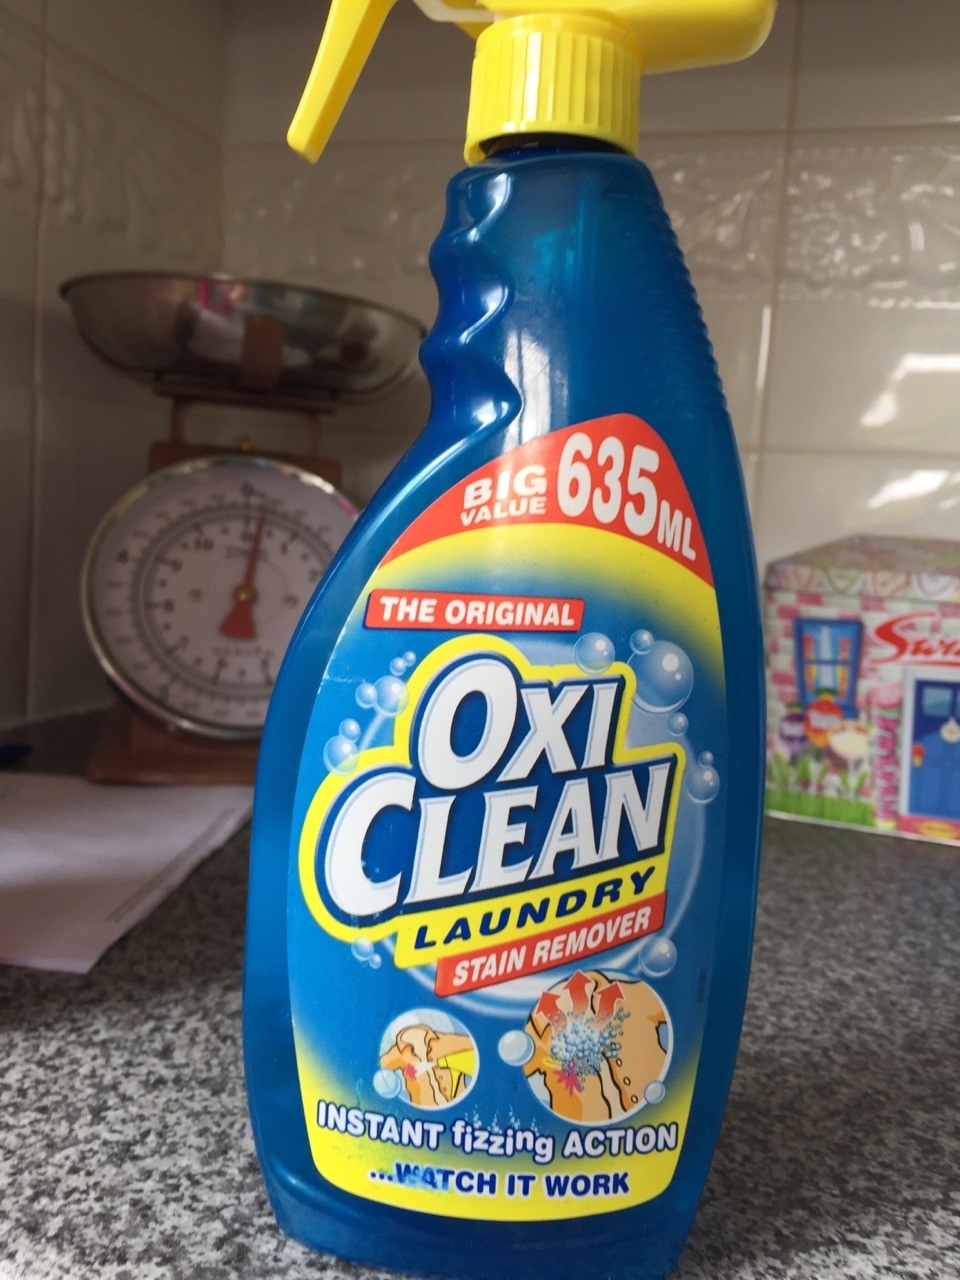 BIG
VALUE
635ML
THE ORIGINAL
OXI
CLEAN
LAUNDRY
STAIN REMOVER
INSTANT fizzing ACTION
...WATCH IT WORK